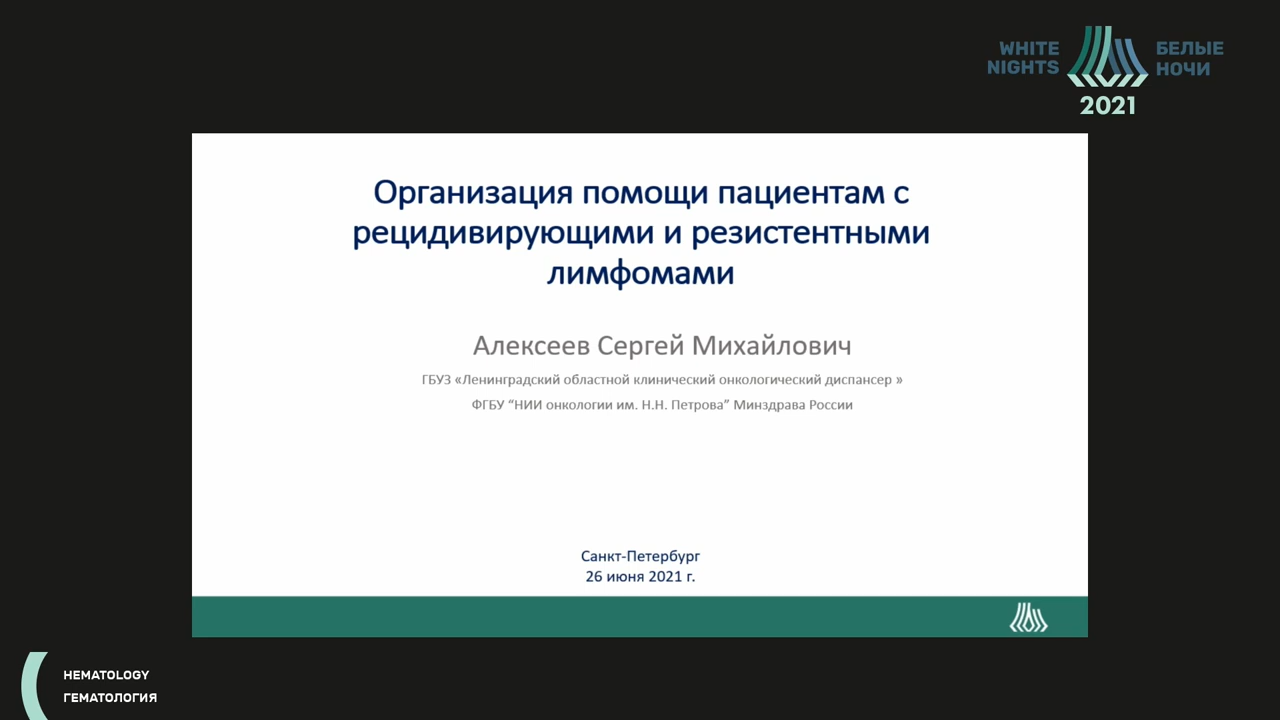 WHITE
NIGHTS
БЕЛЫЕ
НОЧИ
2021
Организация помощи пациентам с
рецидивирующими и резистентными
лимфомами
Алексеев Сергей Михайлович
ГБУЗ «Ленинградский областной клинический онкологический диспансер »
ФГБУ “НИИ онкологии им. Н.Н. Петрова” Минздрава России
Санкт-Петербург
26 июня 2021 г.
HEMATOLOGY
ГЕМАТОЛОГИЯ